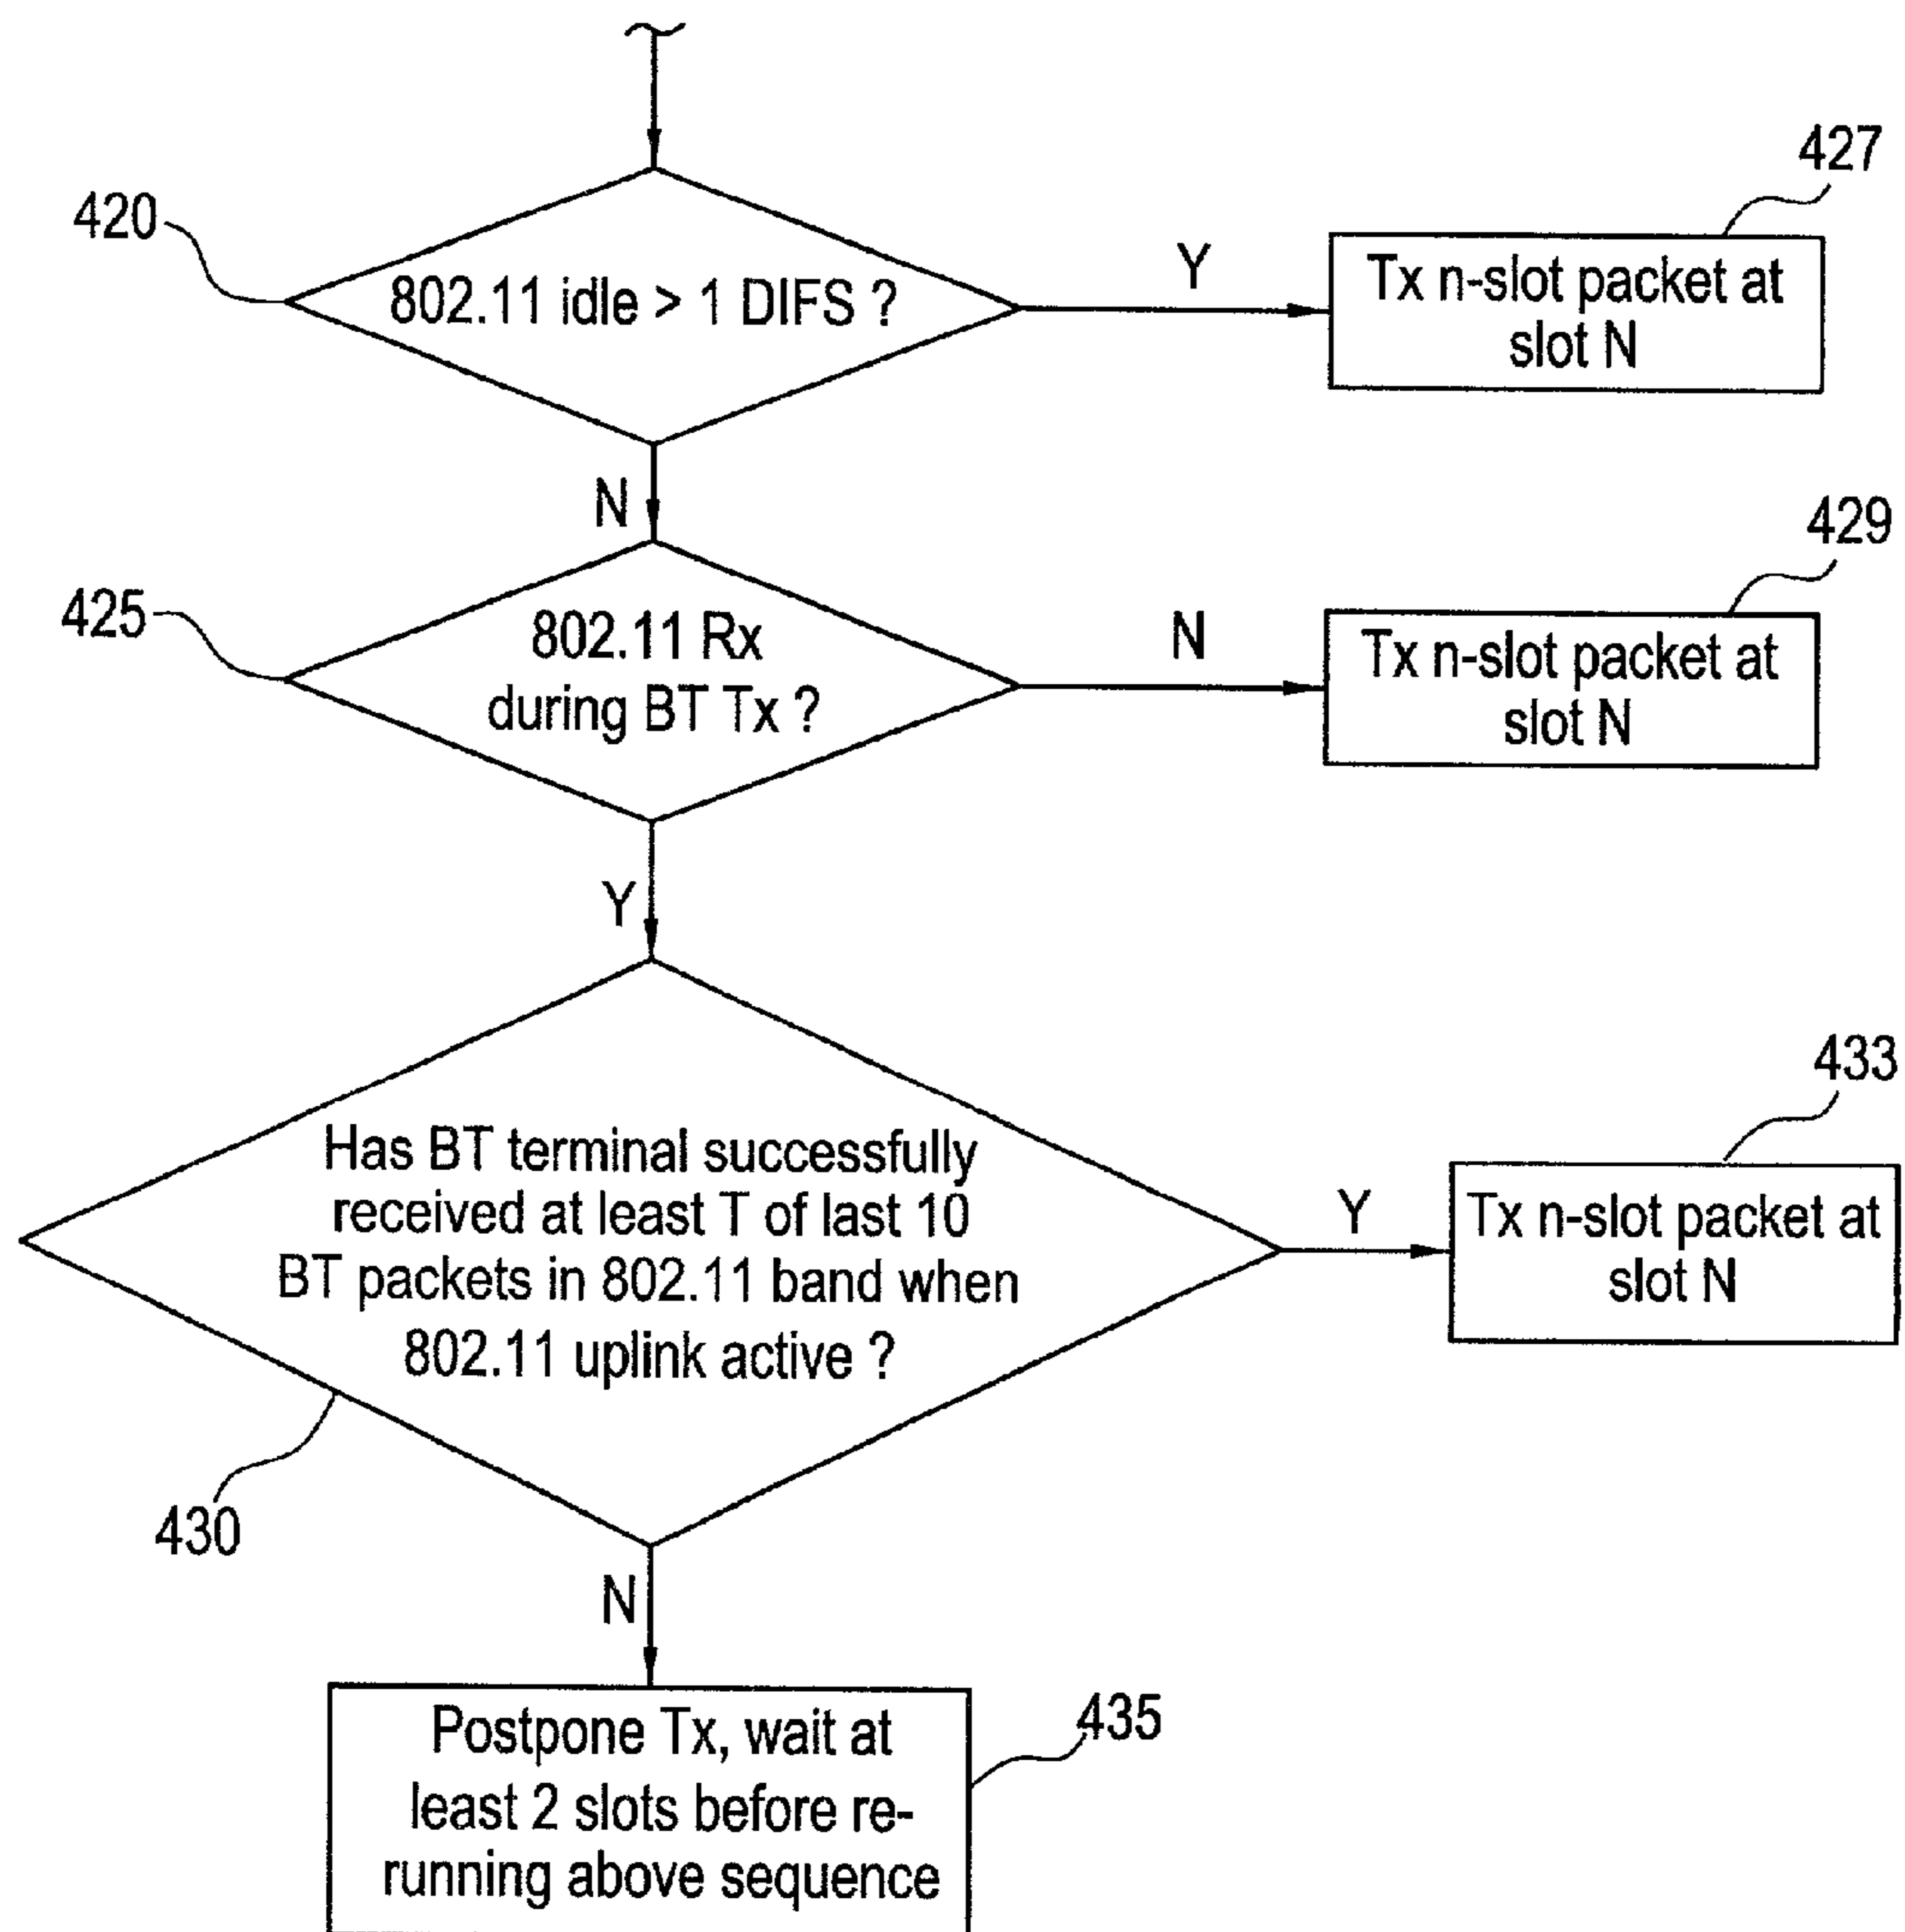 427
420
802.11 idle > 1 DIFS ?
Y
Tx n-slot packet at
slot N
N
429
425
802.11 Rx
during BT Tx ?
N
Tx n-slot packet at
slot N
Y
433
Has BT terminal successfully
received at least T of last 10
BT packets in 802.11 band when
802.11 uplink active ?
Y
Tx n-slot packet at
slot N
430
N
435
Postpone Tx, wait at
least 2 slots before re-
running above sequence